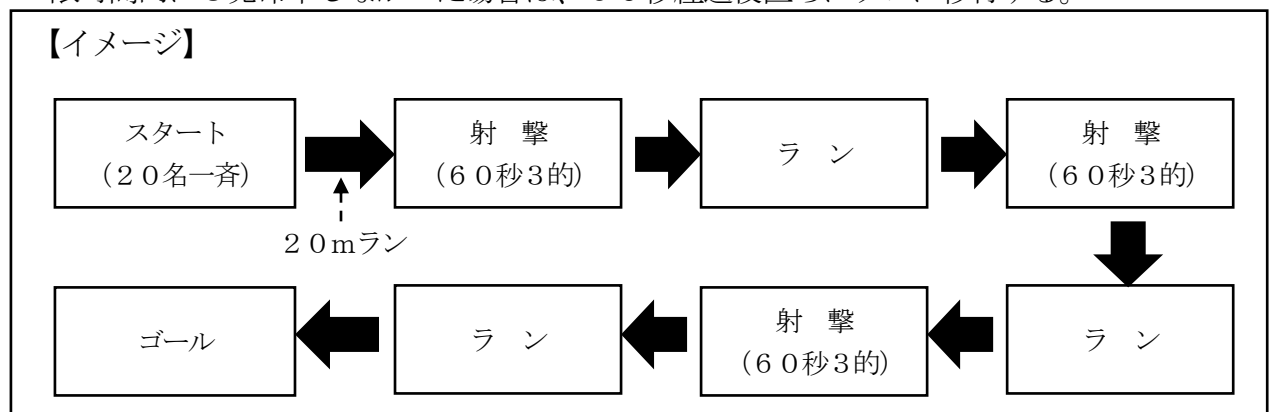 【イメージ】
スタート
(20名一斉)
射 撃
(60秒3的)
ラ ン
射 撃
(60秒3的)
20mラン
ゴール
ラ ン
射 撃
(60秒3的)
ラ ン